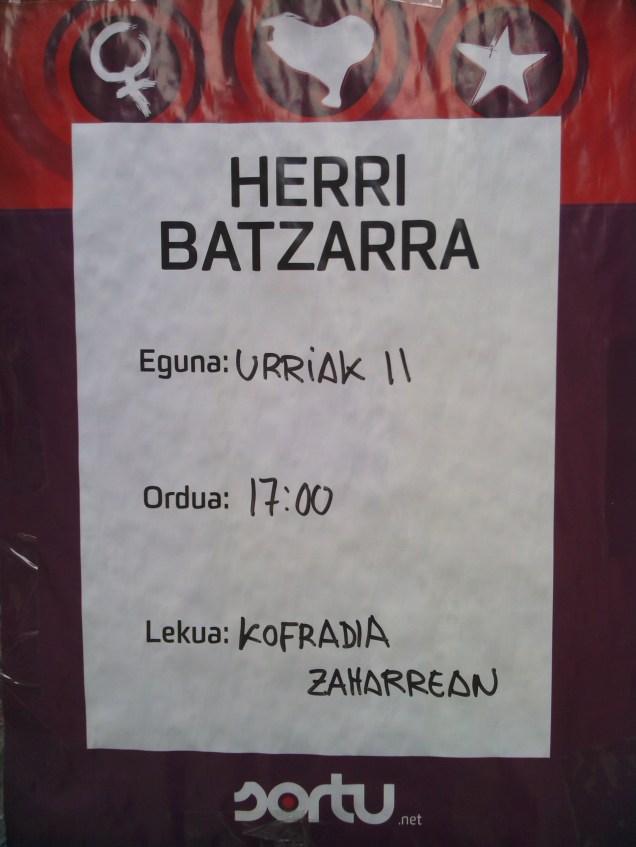 HERRI
BATZARRA
Eguna: URRIAK 11
Ordua: 17:00
Lekua: KOFRADIA
ZAHARREAN
sortu.net